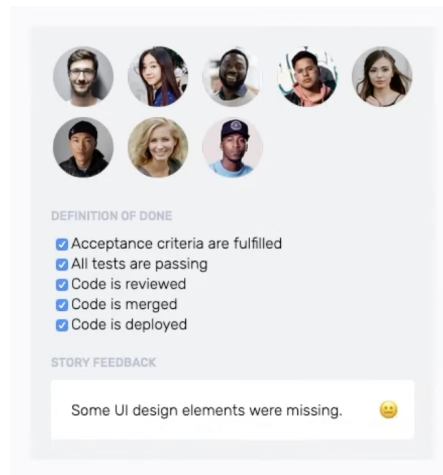 DEFINITION OF DONE
Acceptance criteria are fulfilled
All tests are passing
Code is reviewed
Code is merged
Code is deployed
STORY FEEDBACK
Some UI design elements were missing. 😐